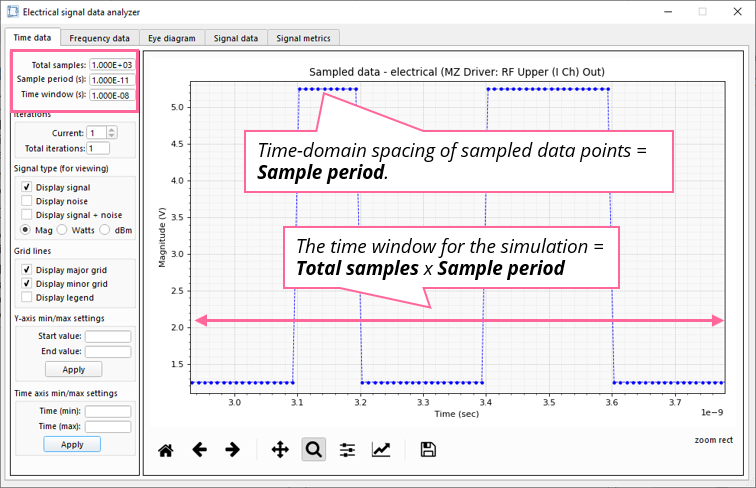 Electrical signal data analyzer
Time data
Frequency data
Eye diagram
Signal data
Signal metrics
Total samples: 1.000E+03
Sample period (s): 1.000E-11
Time window (s): 1.000E-08
Iterations
Current: 1
Total iterations: 1
Signal type (for viewing)
Display signal
Display noise
Display signal + noise
Mag Watts dBm
Grid lines
Display major grid
Display minor grid
Display legend
Y-axis min/max settings
Start value:
End value:
Apply
Time axis min/max settings
Time (min):
Time (max):
Apply
Sampled data - electrical (MZ Driver: RF Upper (I Ch) Out)
Magnitude (V)
5.0
4.5
4.0
3.5
3.0
2.5
2.0
1.5
Time-domain spacing of sampled data points =
Sample period.
The time window for the simulation =
Total samples x Sample period
3.0 3.1 3.2 3.3 3.4 3.5 3.6 3.7
Time (sec)
1e−9
zoom rect